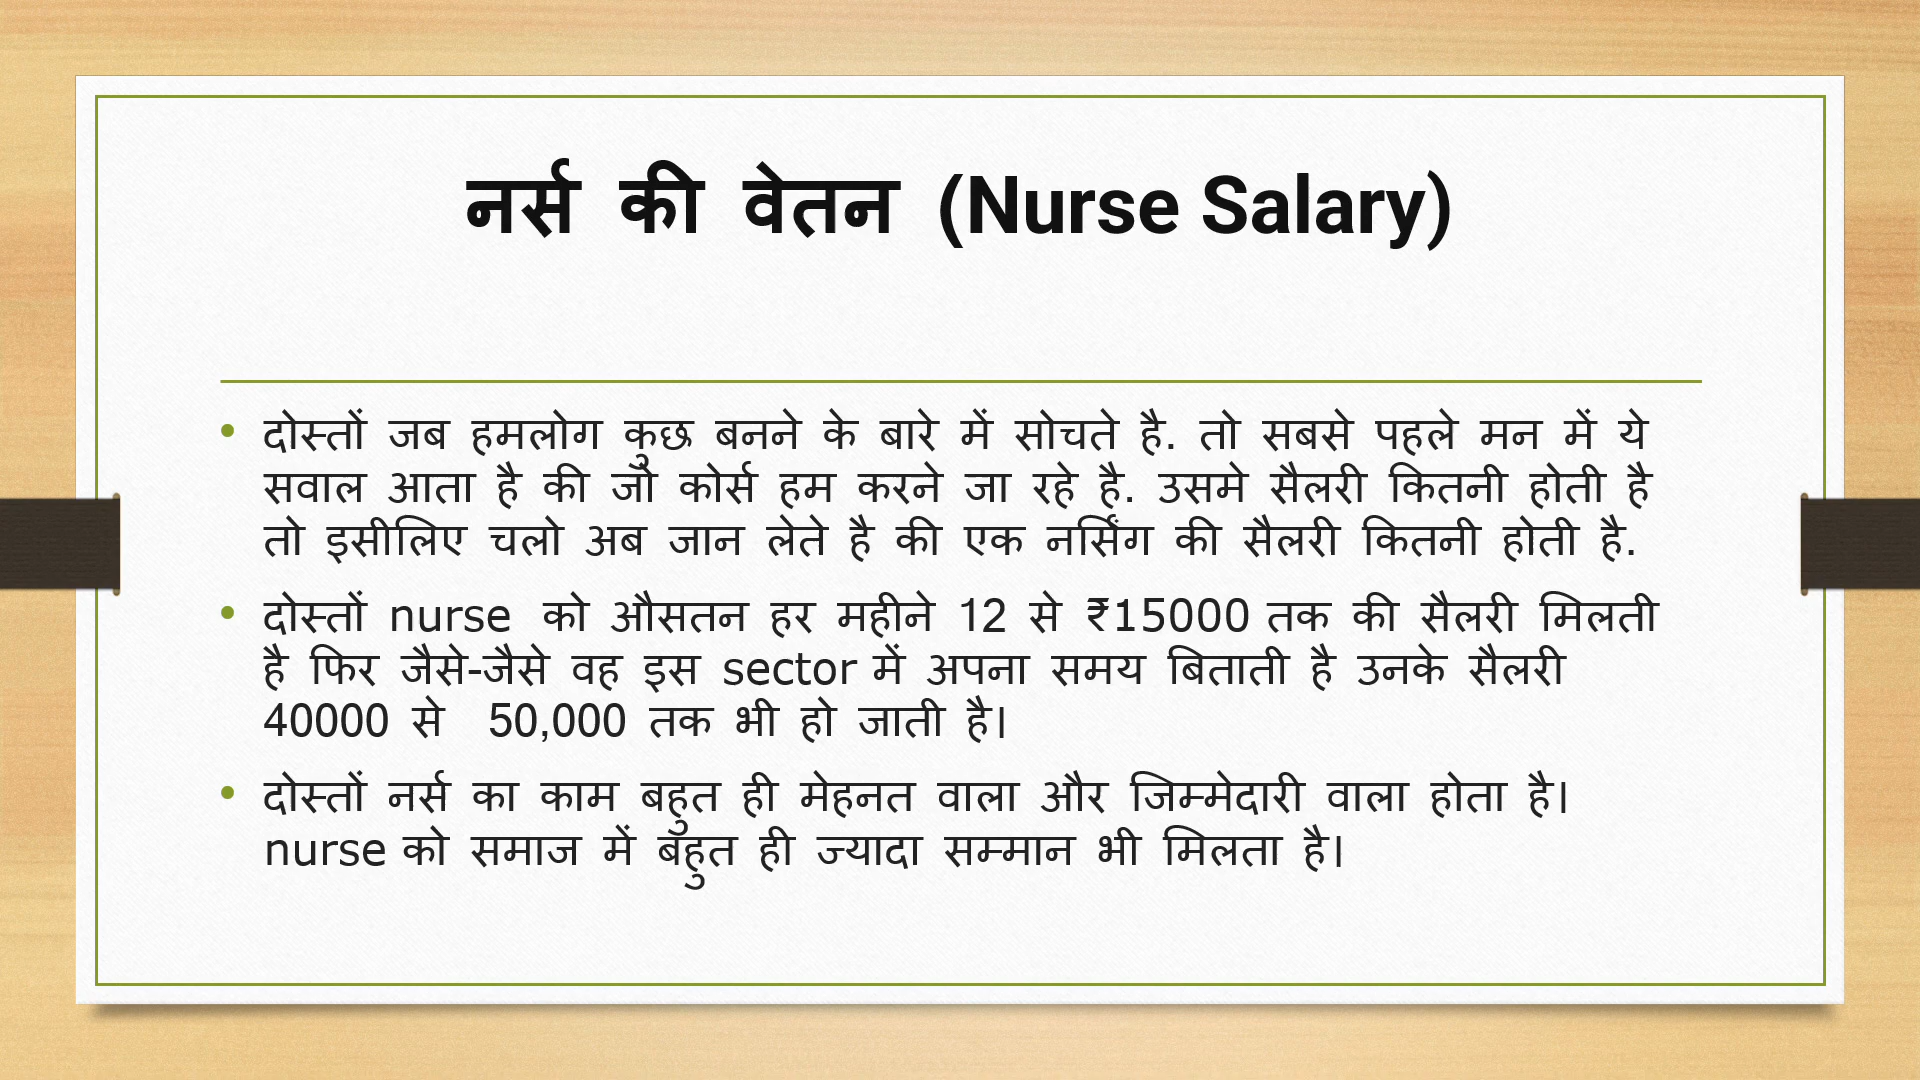 नर्स की वेतन (Nurse Salary)
• दोस्तों जब हमलोग कुछ बनने के बारे में सोचते है. तो सबसे पहले मन में ये
सवाल आता है की जो कोर्स हम करने जा रहे है. उसमे सैलरी कितनी होती है
तो इसीलिए चलो अब जान लेते है की एक नर्सिंग की सैलरी कितनी होती है.
• दोस्तों nurse को औसतन हर महीने 12 से ₹15000 तक की सैलरी मिलती
है फिर जैसे-जैसे वह इस sector में अपना समय बिताती है उनके सैलरी
40000 से 50,000 तक भी हो जाती है।
• दोस्तों नर्स का काम बहुत ही मेहनत वाला और जिम्मेदारी वाला होता है।
nurse को समाज में बहुत ही ज्यादा सम्मान भी मिलता है।